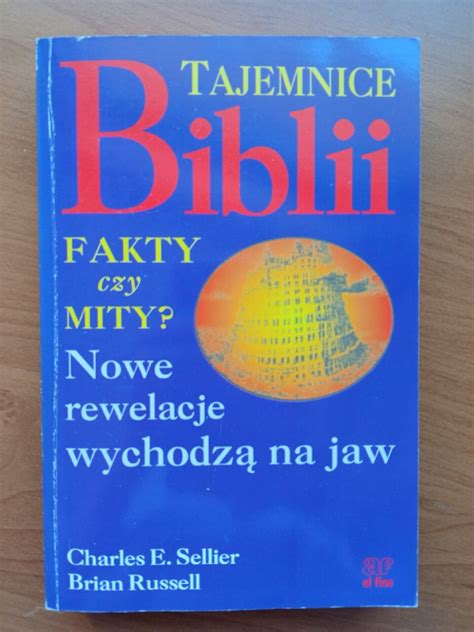 TAJEMNICE
Biblii
FAKTY
czy
MITY?
Nowe
rewelacje
wychodzą na jaw
Charles E. Sellier
Brian Russell
af
al fine